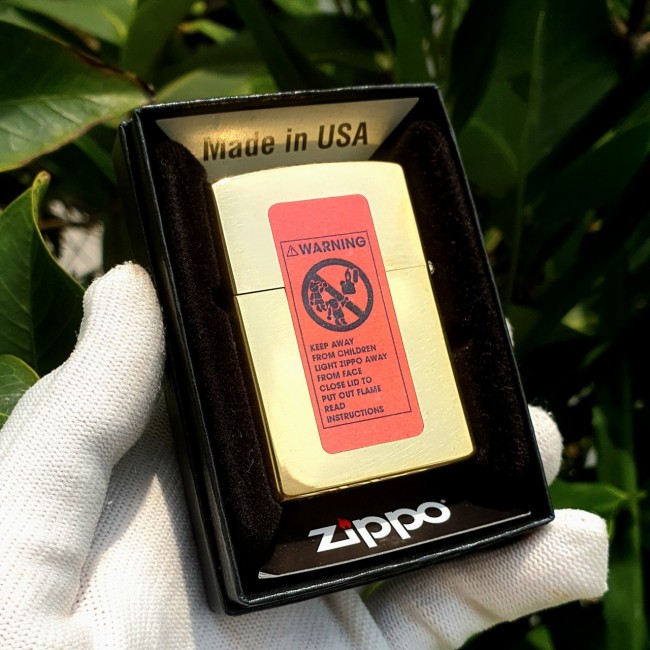 Made in USA
⚠WARNING
KEEP AWAY
FROM CHILDREN
LIGHT ZIPPO AWAY
FROM FACE
CLOSE LID TO
PUT OUT FLAME
READ
INSTRUCTIONS
zippo